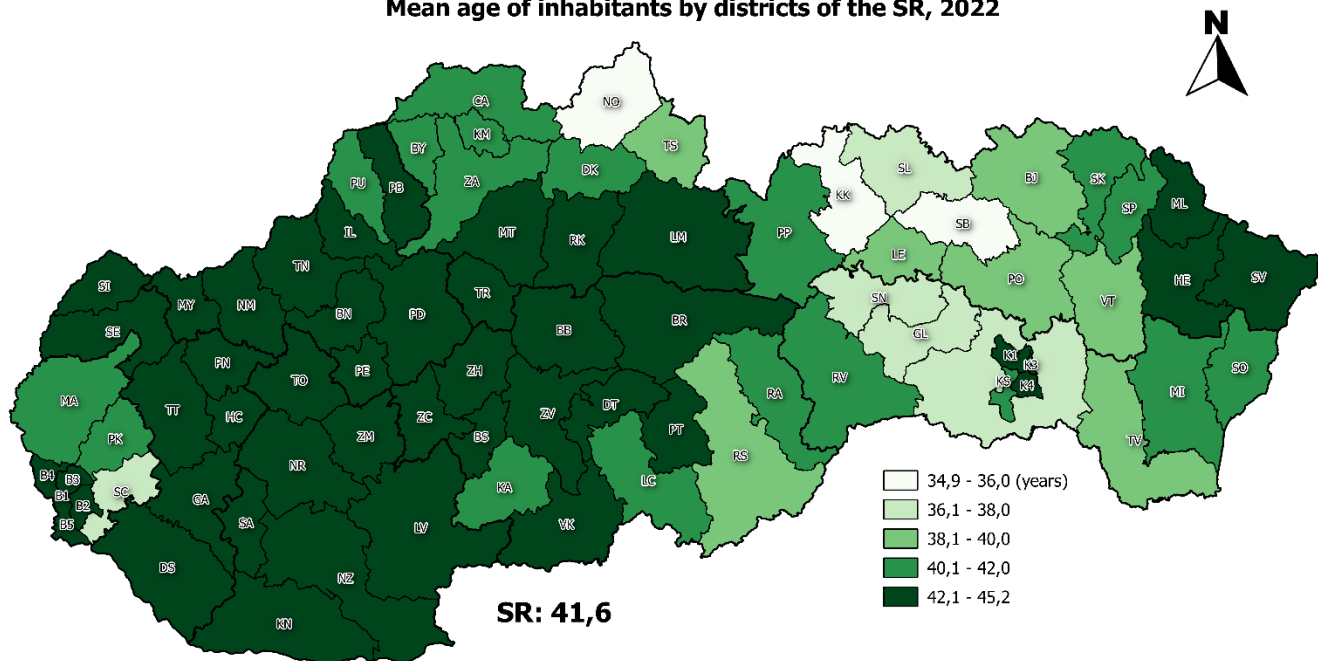 Mean age of inhabitants by districts of the SR, 2022
N
CA
NO
KM
BY
TS
PU
PB
ZA
DK
SL
BJ
SK
KK
SP
ML
SB
IL
MT
RK
LM
PP
LE
PO
HE
SV
TN
VT
SI
MY
NM
BN
PD
TR
SN
SE
BB
BR
GL
PN
PE
ZH
K1
K3
TO
KS
K4
SO
MA
TT
HC
ZC
DT
RA
RV
MI
PK
ZM
BS
ZV
PT
TV
B4
B3
NR
RS
B1
SC
B2
GA
KA
LC
34,9 - 36,0 (years)
B5
SA
LV
VK
36,1 - 38,0
38,1 - 40,0
DS
NZ
40,1 - 42,0
42,1 - 45,2
KN
SR: 41,6